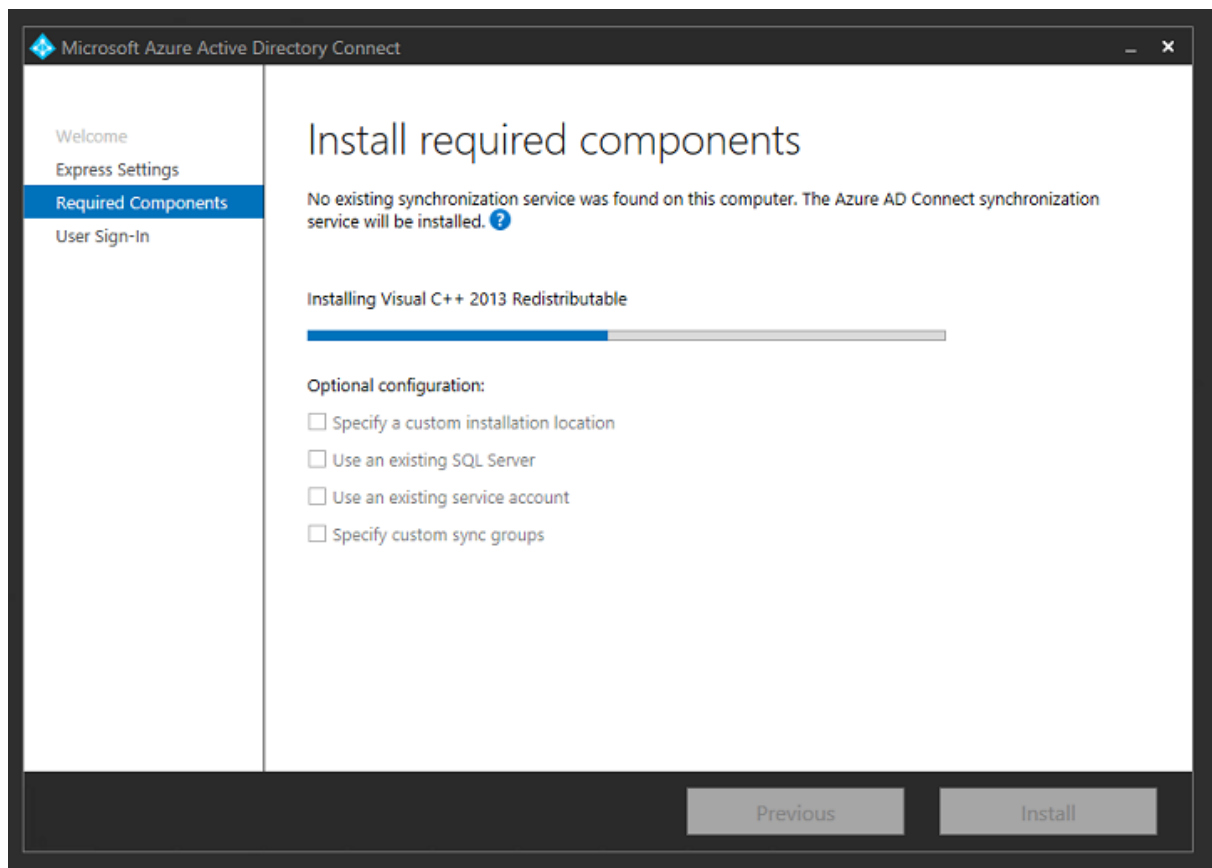 Microsoft Azure Active Directory Connect
Welcome
Express Settings
Required Components
User Sign-In
Install required components
No existing synchronization service was found on this computer. The Azure AD Connect synchronization
service will be installed. ?
Installing Visual C++ 2013 Redistributable
Optional configuration:
Specify a custom installation location
Use an existing SQL Server
Use an existing service account
Specify custom sync groups
Previous
Install